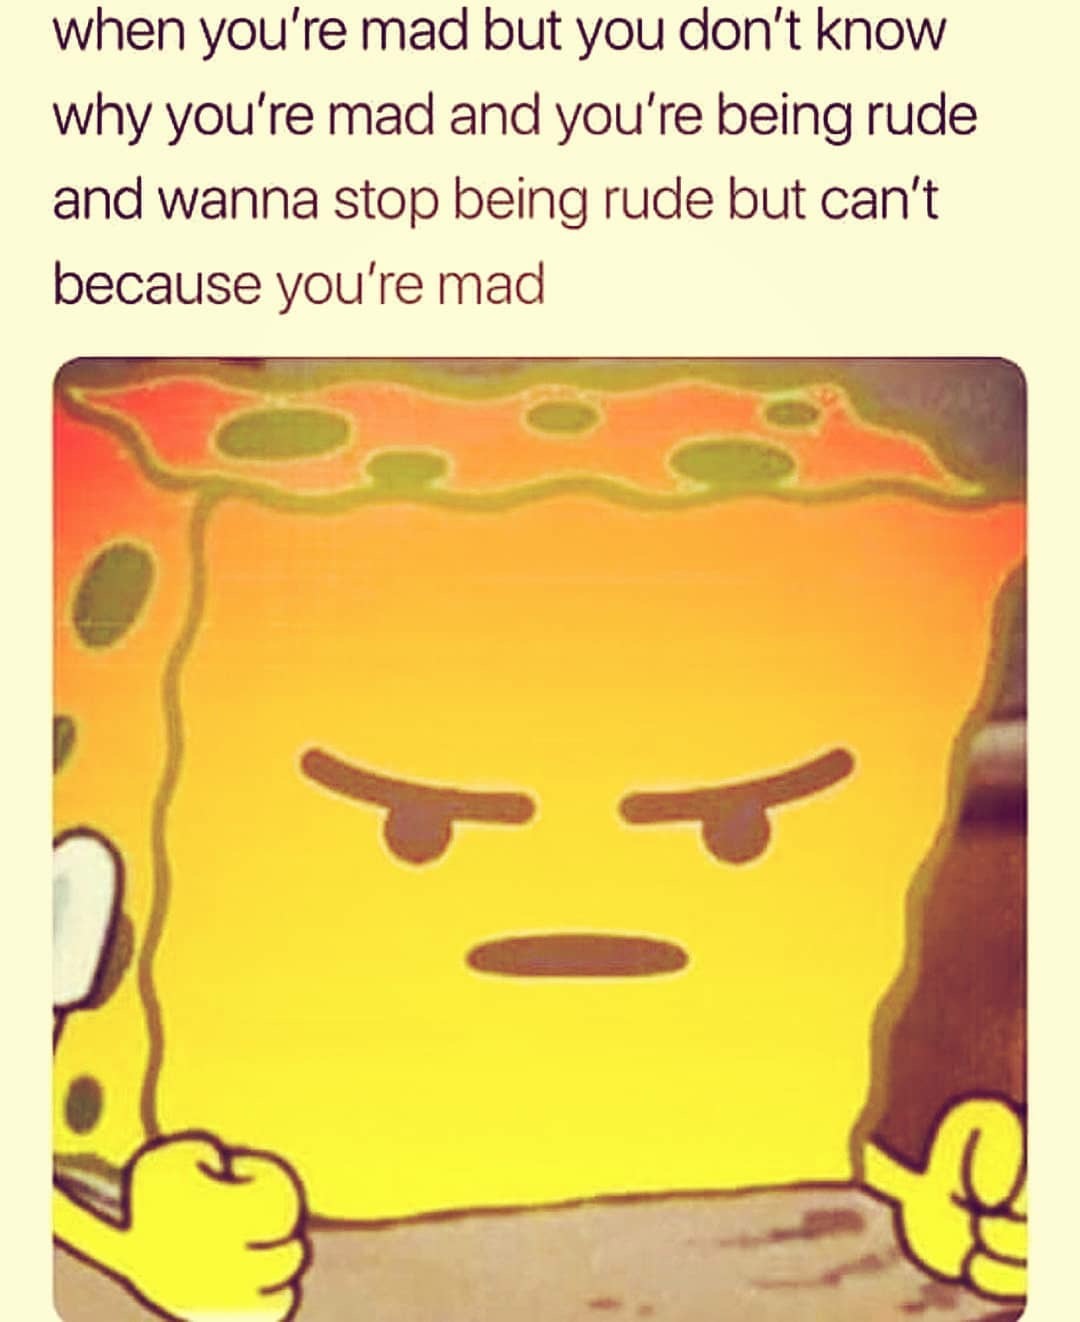 when you're mad but you don't know
why you're mad and you're being rude
and wanna stop being rude but can't
because you're mad